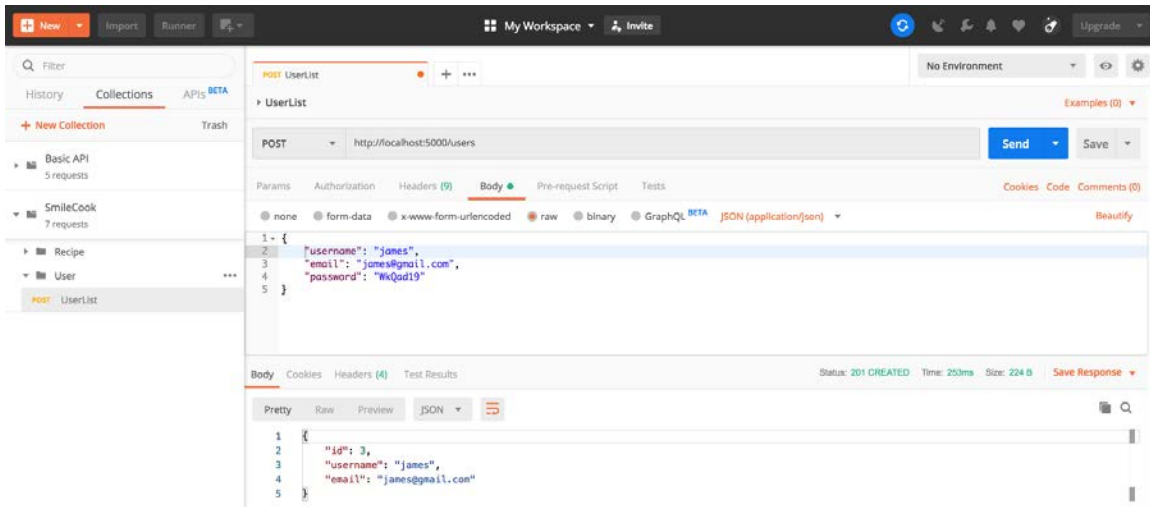 New Import Runner My Workspace Invite Upgrade
Filter
History Collections APIs BETA
+ New Collection Trash
Basic API
5 requests
SmileCook
7 requests
Recipe
User •••
POST UserList
POST UserList + ••• No Environment
UserList Examples (0)
POST http://localhost:5000/users Send Save
Params Authorization Headers (9) Body Pre-request Script Tests Cookies Code Comments (0)
none form-data x-www-form-urlencoded raw binary GraphQL BETA JSON (application/json) Beautify
1 {
2 "username": "james",
3 "email": "james@gmail.com",
4 "password": "WkQad19"
5 }
Body Cookies Headers (4) Test Results Status: 201 CREATED Time: 253ms Size: 224 B Save Response
Pretty Raw Preview JSON
1 {
2 "id": 3,
3 "username": "james",
4 "email": "james@gmail.com"
5 }